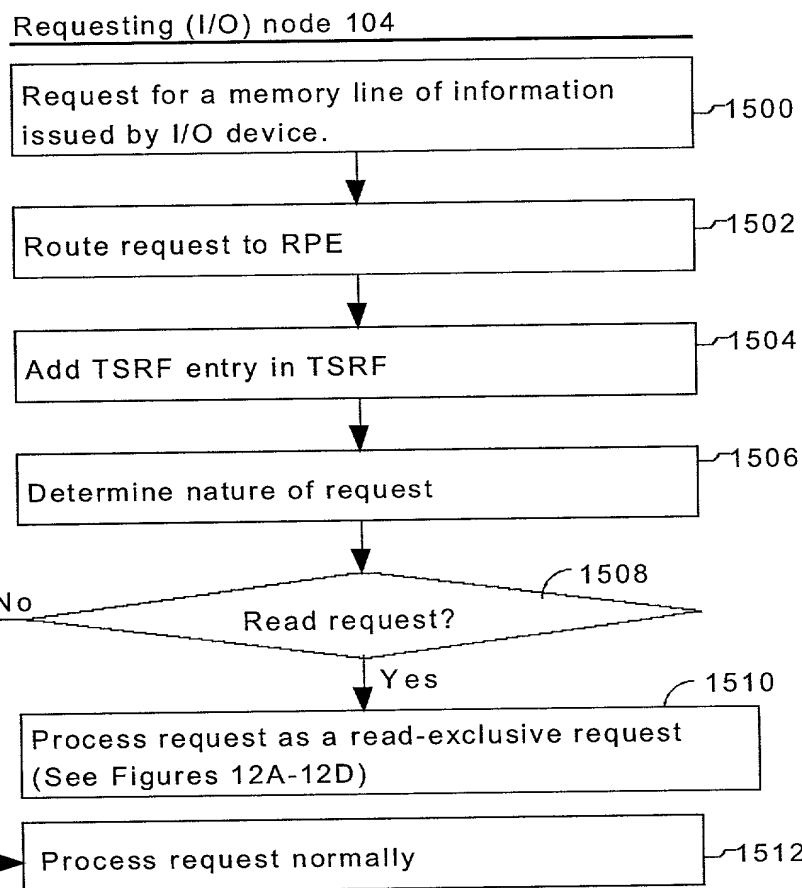 Requesting (I/O) node 104
Request for a memory line of information
issued by I/O device.
1500
Route request to RPE
1502
Add TSRF entry in TSRF
1504
Determine nature of request
1506
1508
No
Read request?
Yes
1510
Process request as a read-exclusive request
(See Figures 12A-12D)
Process request normally
1512